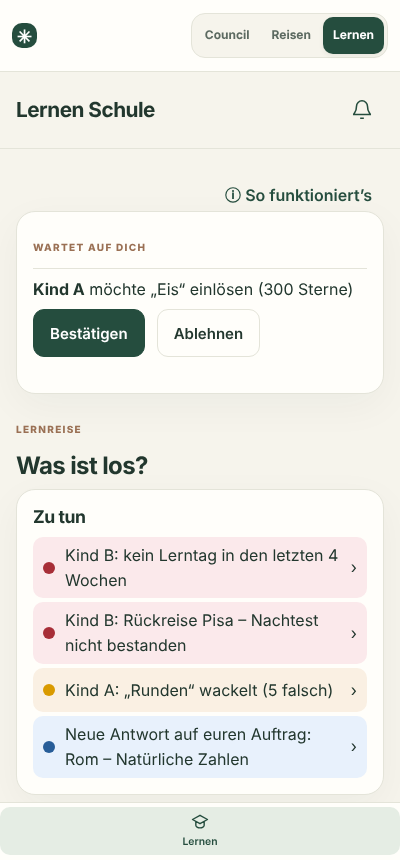 Council Reisen Lernen
Lernen Schule
So funktioniert’s
WARTET AUF DICH
Kind A möchte „Eis“ einlösen (300 Sterne)
Bestätigen Ablehnen
LERNREISE
Was ist los?
Zu tun
Kind B: kein Lerntag in den letzten 4
Wochen
Kind B: Rückreise Pisa – Nachtest
nicht bestanden
Kind A: „Runden“ wackelt (5 falsch)
Neue Antwort auf euren Auftrag:
Rom – Natürliche Zahlen
Lernen